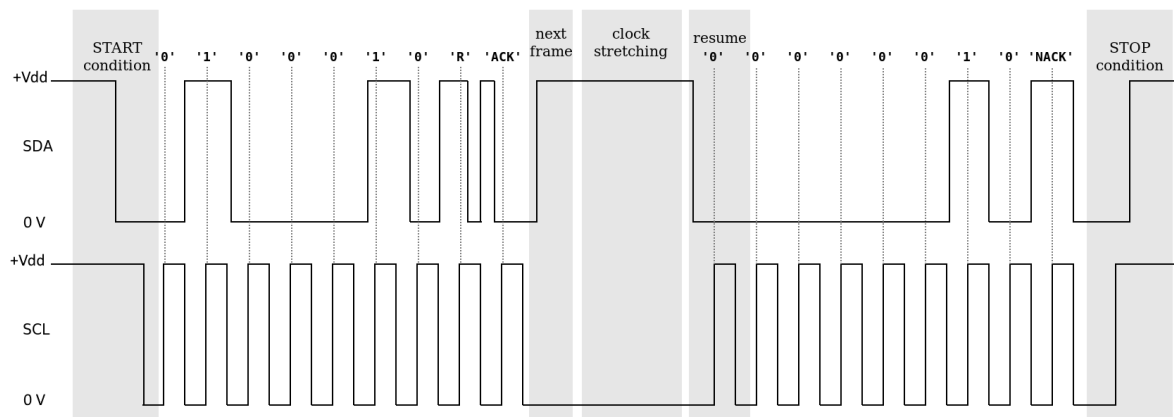 START
condition
'0' '1' '0' '0' '0' '1' '0' 'R' 'ACK'
next
frame
clock
stretching
resume
'0' '0' '0' '0' '0' '0' '1' '0' 'NACK'
STOP
condition
+Vdd
SDA
0 V
+Vdd
SCL
0 V